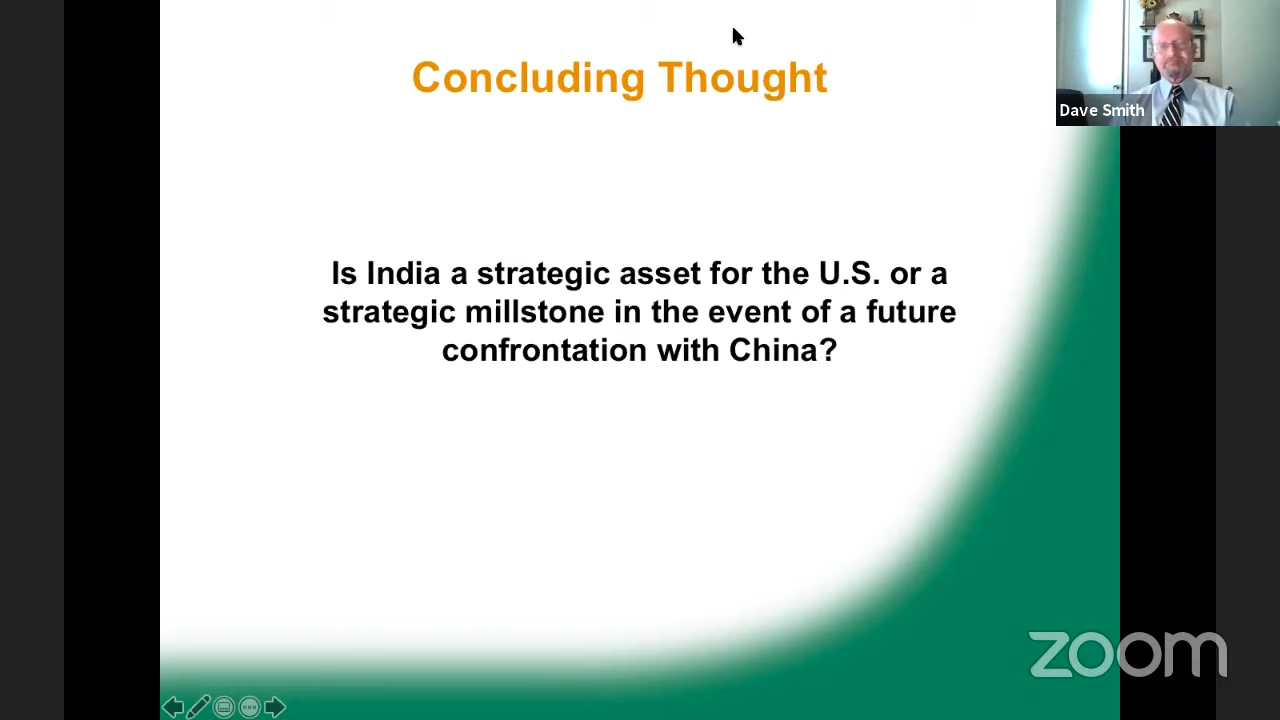 Concluding Thought
Dave Smith
Is India a strategic asset for the U.S. or a
strategic millstone in the event of a future
confrontation with China?
zoom